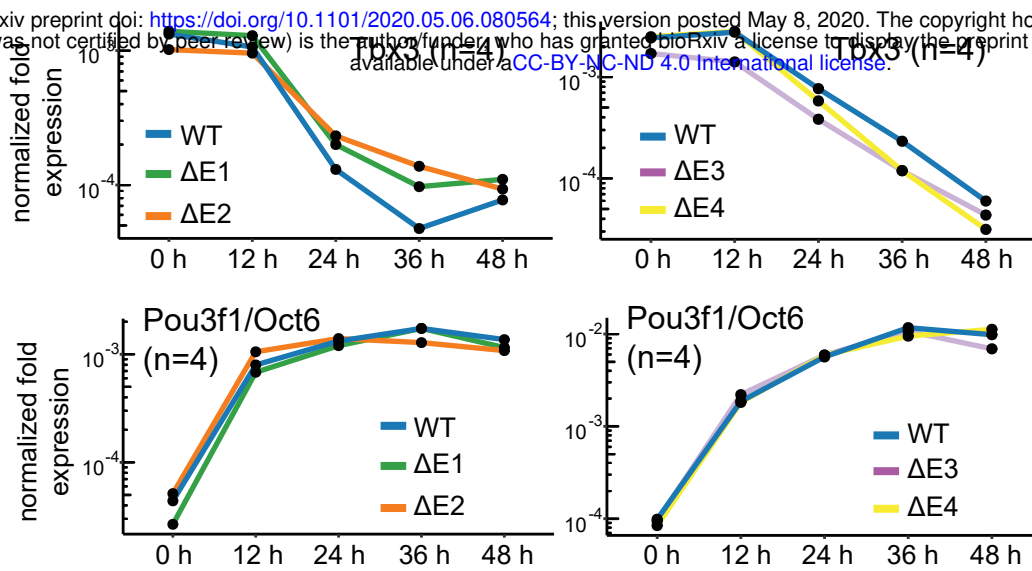 xiv preprint doi: https://doi.org/10.1101/2020.05.06.080564; this version posted May 8, 2020. The copyright ho
was not certified by peer review) is the author/funder, who has granted bioRxiv a license to display the preprint
available under aCC-BY-NC-ND 4.0 International license.
Tbx3 (n=4)
normalized fold
expression
10-3
10-4
WT
ΔE1
ΔE2
0 h 12 h 24 h 36 h 48 h
Tbx3 (n=4)
10-3
10-4
WT
ΔE3
ΔE4
0 h 12 h 24 h 36 h 48 h
Pou3f1/Oct6
(n=4)
normalized fold
expression
10-3
10-4
WT
ΔE1
ΔE2
0 h 12 h 24 h 36 h 48 h
Pou3f1/Oct6
(n=4)
10-2
10-3
10-4
WT
ΔE3
ΔE4
0 h 12 h 24 h 36 h 48 h